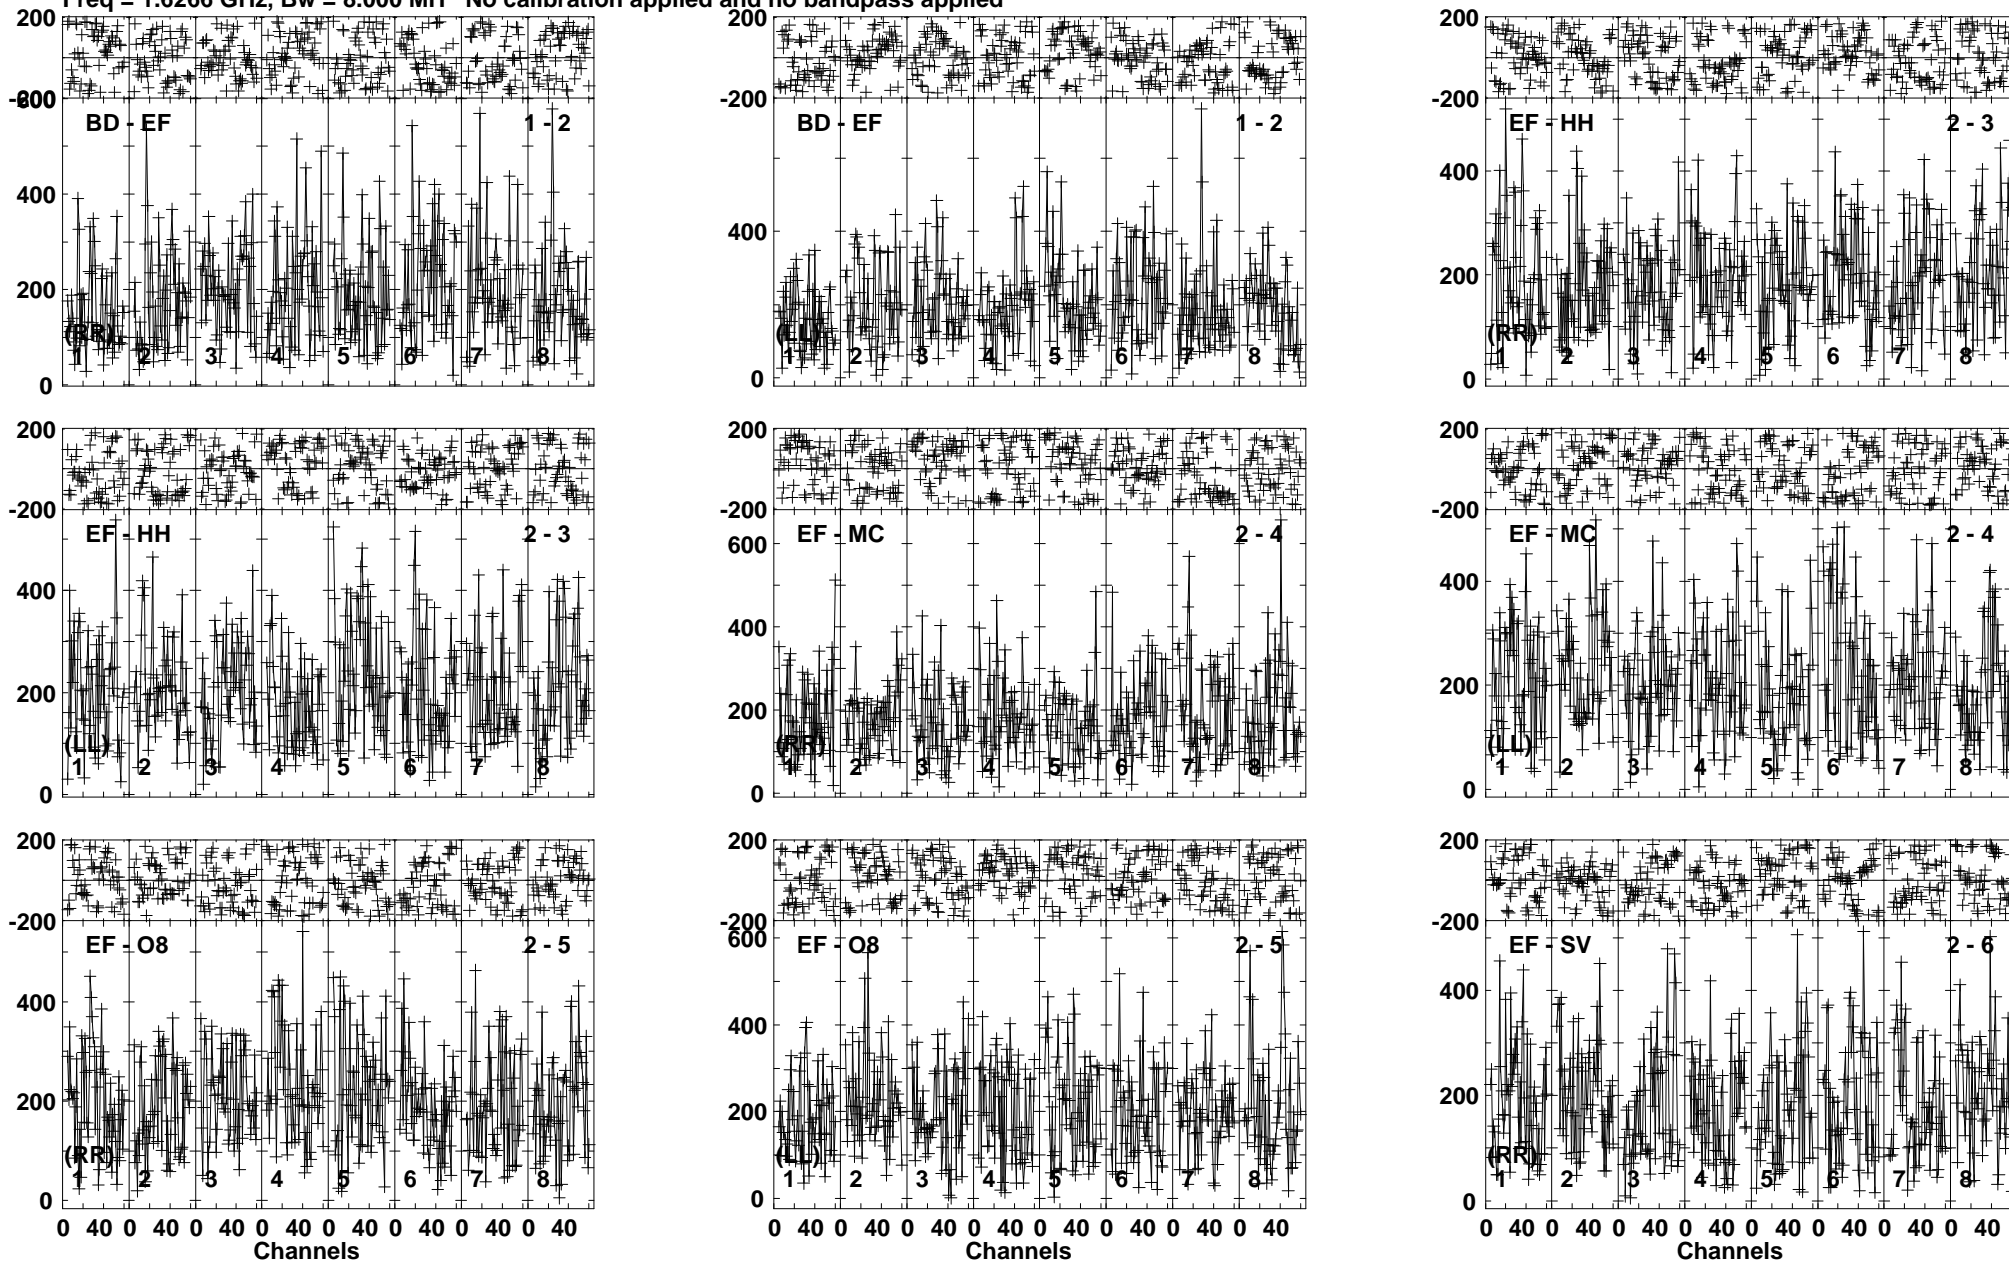 Freq = 1.6266 GHz, Bw = 8.000 MH No calibration applied and no bandpass applied
200 200 200
-200 -200 -200
600
BD - EF 1 - 2 BD - EF 1 - 2 EF - HH 2 - 3
400 400 400
200 200
(RR) (LL) (RR)
1 2 3 4 5 6 7 8 1 2 3 4 5 6 7 8 1 2 3 4 5 6 7 8
0 0 0
200 200 200
-200 -200 -200
EF - HH 2 - 3 EF - MC 2 - 4 EF - MC 2 - 4
600
400 400 400
200 200 200
(LL) (RR) (LL)
1 2 3 4 5 6 7 8 1 2 3 4 5 6 7 8 1 2 3 4 5 6 7 8
0 0 0
200 200 200
-200 -200 -200
EF - O8 2 - 5 EF - O8 2 - 5 EF - SV 2 - 6
600
400 400 400
200 200 200
(RR) (LL) (RR)
1 2 3 4 5 6 7 8 1 2 3 4 5 6 7 8 1 2 3 4 5 6 7 8
0 0 0
0 40 0 40 0 40 0 40 0 40 0 40 0 40 0 40 0 40 0 40 0 40 0 40 0 40 0 40 0 40 0 40 0 40 0 40 0 40 0 40 0 40 0 40 0 40 0 40
Channels Channels Channels